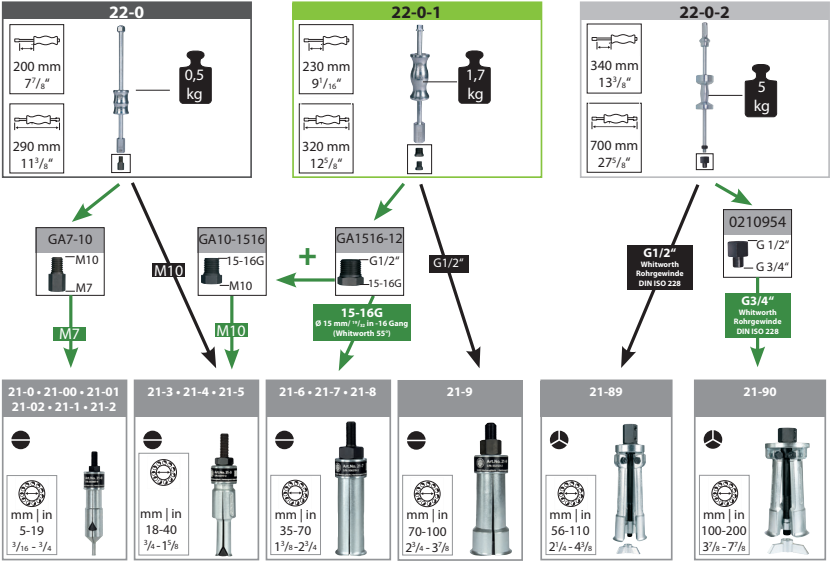 22-0
200 mm
7⁷/₈“
0,5
kg
290 mm
11³/₈“
22-0-1
230 mm
9¹/₁₆“
1,7
kg
320 mm
12⁵/₈“
22-0-2
340 mm
13³/₈“
5
kg
700 mm
27⁵/₈“
GA7-10
M10
M7
M10
GA10-1516
15-16G
M10
+
GA1516-12
G1/2“
15-16G
G1/2“
G1/2“
Whitworth
Rohrgewinde
DIN ISO 228
0210954
G 1/2“
G 3/4“
M7
M10
15-16G
Ø 15 mm/ ¹⁹/₃₂ in -16 Gang
(Whitworth 55°)
G3/4“
Whitworth
Rohrgewinde
DIN ISO 228
21-0 • 21-00 • 21-01
21-02 • 21-1 • 21-2
mm | in
5-19
³/₁₆ - ³/₄
21-3 • 21-4 • 21-5
mm | in
18-40
³/₄ - 1⁵/₈
21-6 • 21-7 • 21-8
mm | in
35-70
1³/₈-2³/₄
21-9
mm | in
70-100
2³/₄ - 3⁷/₈
21-89
mm | in
56-110
2¹/₄ - 4³/₈
21-90
mm | in
100-200
3⁷/₈ - 7⁷/₈